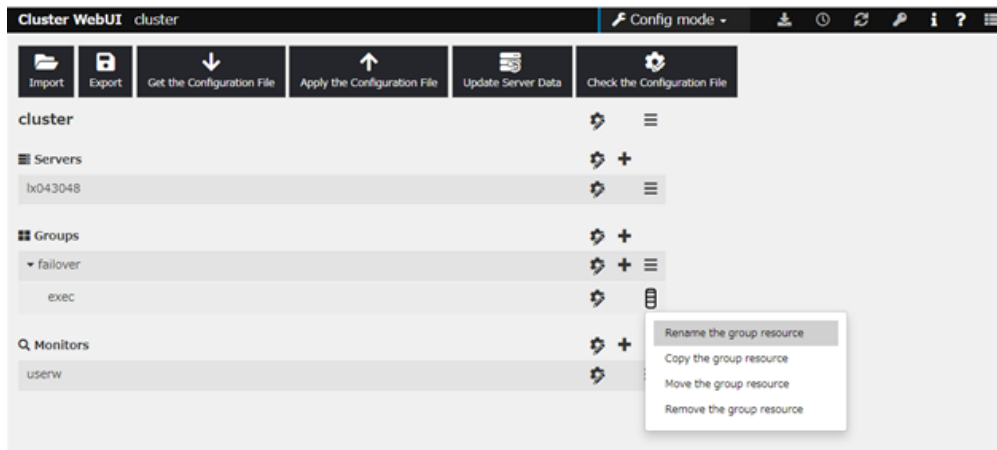 Cluster WebUI cluster Config mode i ?
Import Export Get the Configuration File Apply the Configuration File Update Server Data Check the Configuration File
cluster
Servers
lx043048
Groups
failover
exec
Rename the group resource
Monitors
Copy the group resource
userw
Move the group resource
Remove the group resource